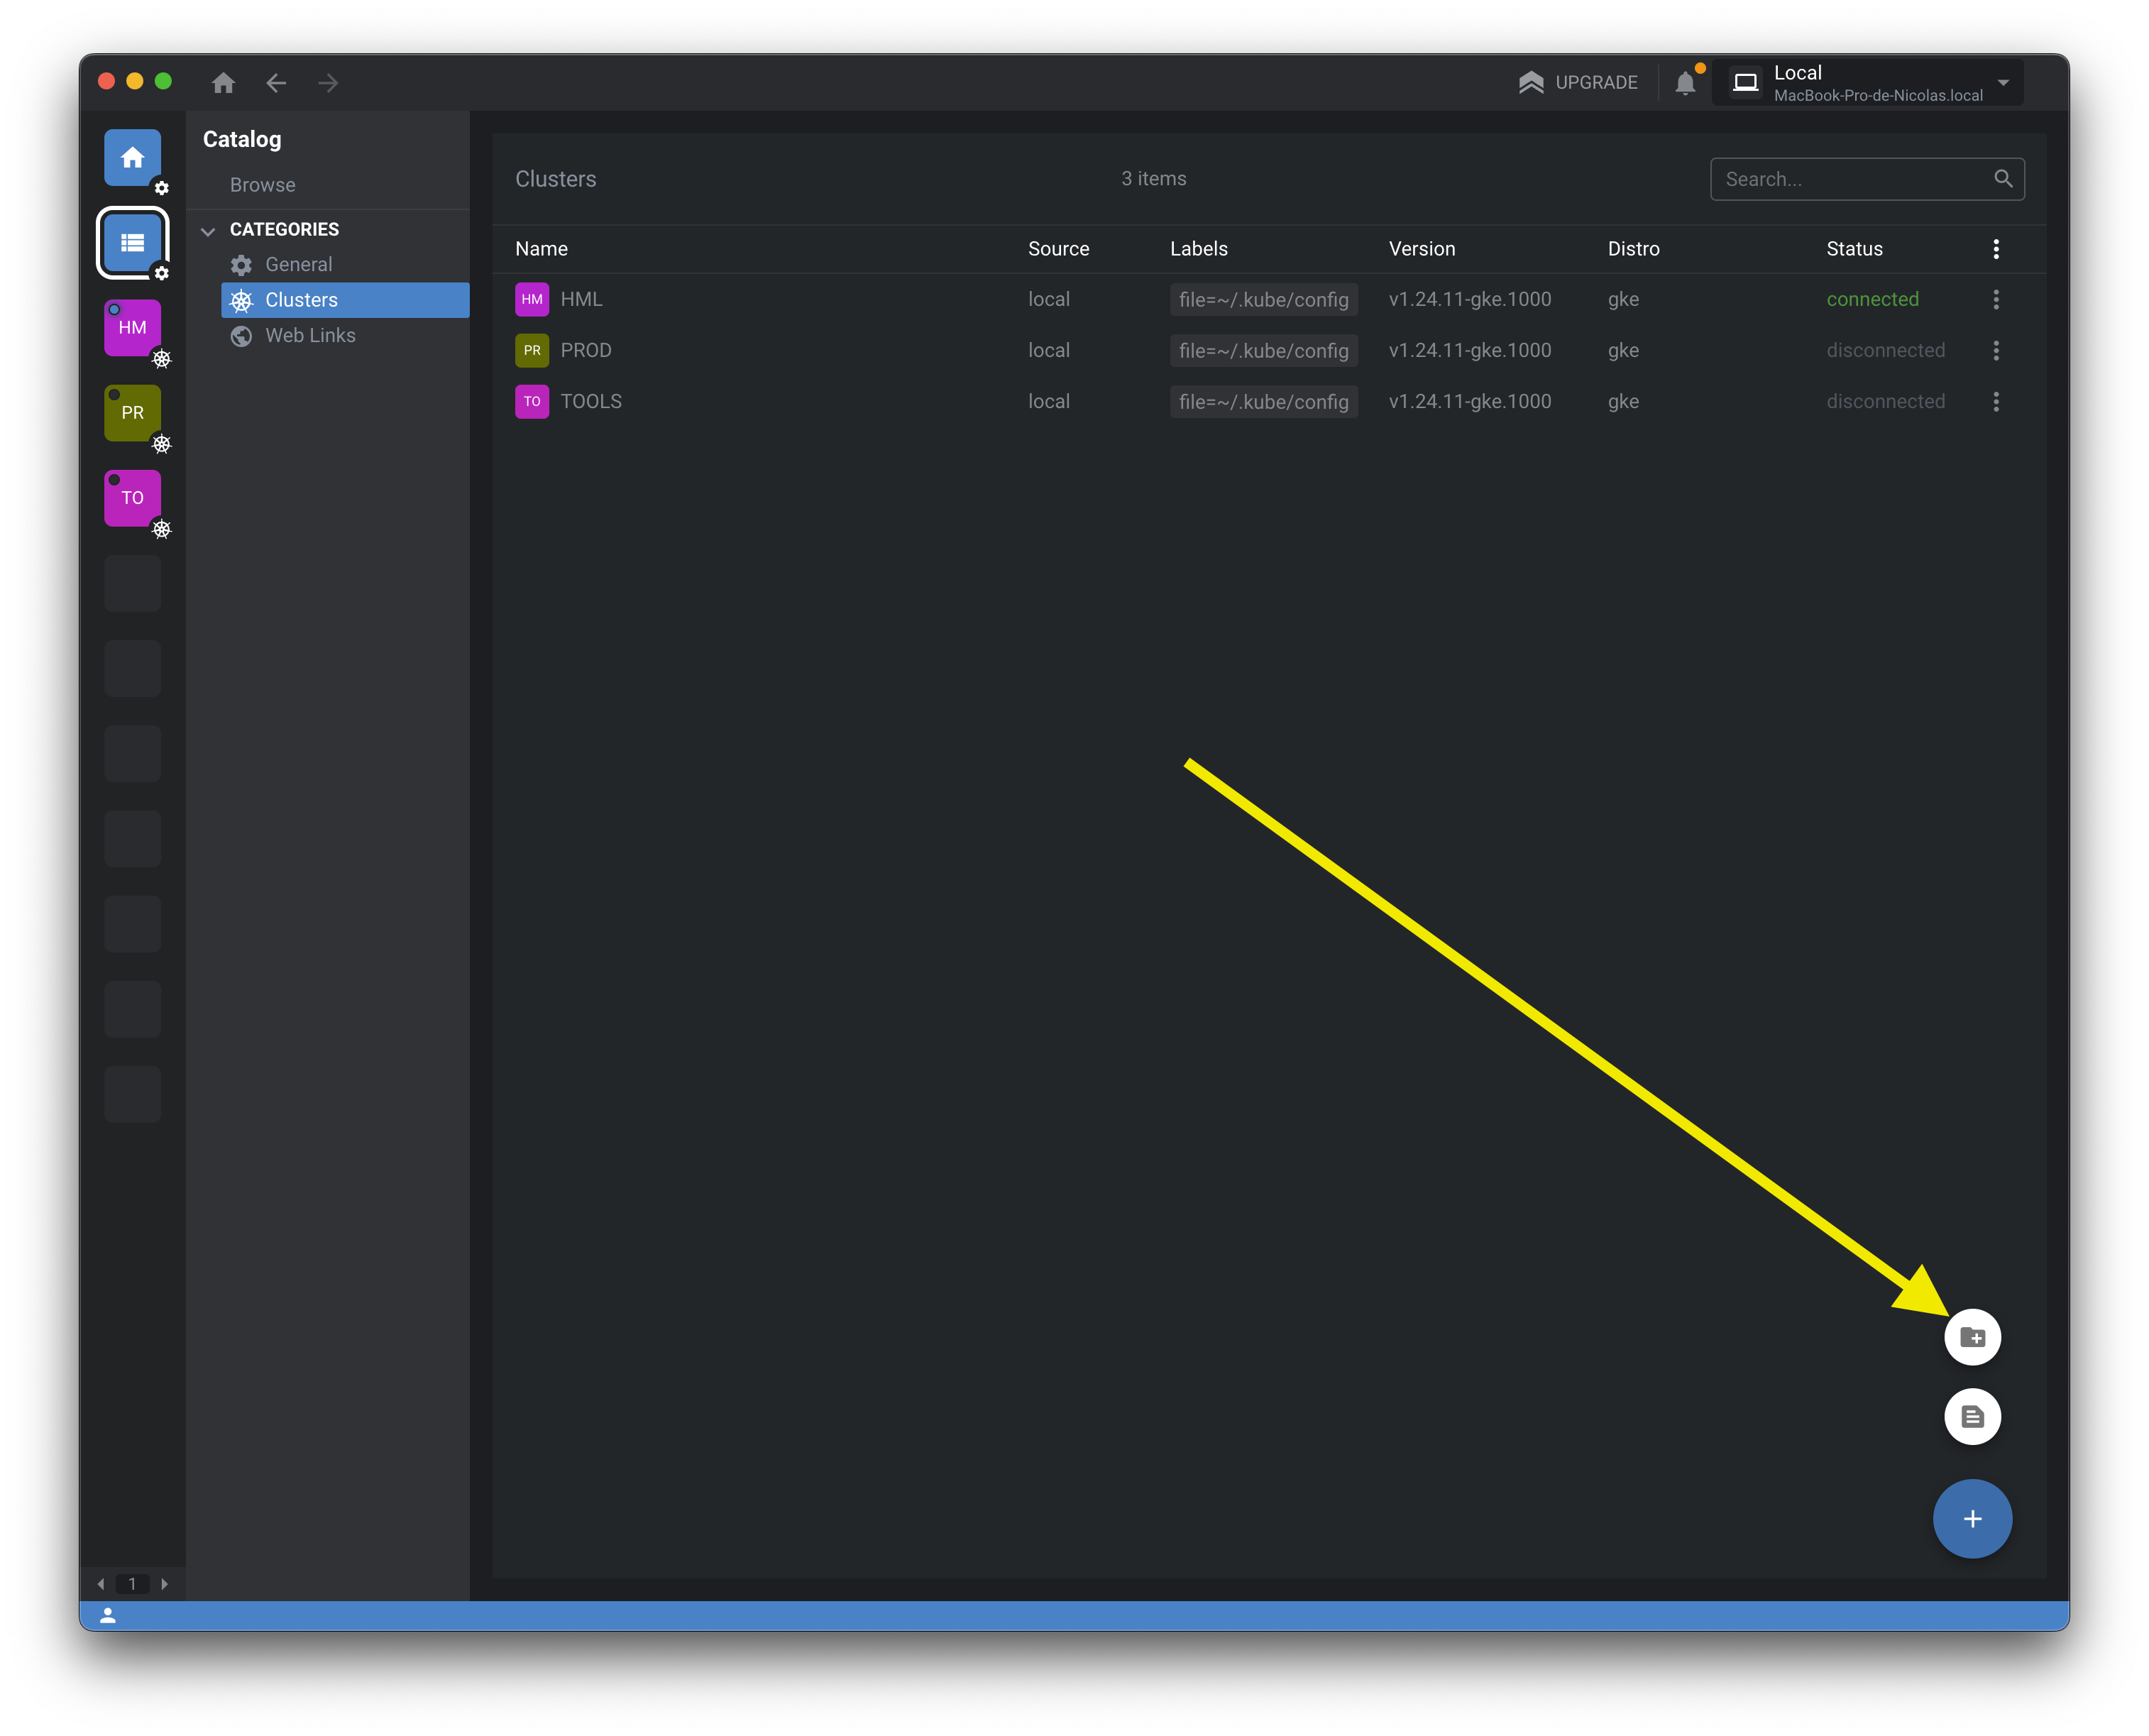 UPGRADE
Local
MacBook-Pro-de-Nicolas.local
Catalog
Browse
CATEGORIES
General
Clusters
Web Links
HM
PR
TO
1
Clusters
3 items
Search...
Name Source Labels Version Distro Status
HM HML local file=~/.kube/config v1.24.11-gke.1000 gke connected
PR PROD local file=~/.kube/config v1.24.11-gke.1000 gke disconnected
TO TOOLS local file=~/.kube/config v1.24.11-gke.1000 gke disconnected